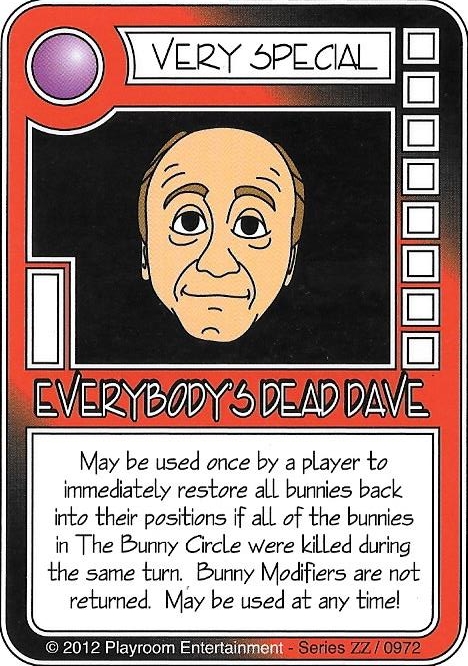 VERY SPECIAL
EVERYBODY'S DEAD DAVE
May be used once by a player to
immediately restore all bunnies back
into their positions if all of the bunnies
in The Bunny Circle were killed during
the same turn.  Bunny Modifiers are not
returned.  May be used at any time!
© 2012 Playroom Entertainment - Series ZZ / 0972